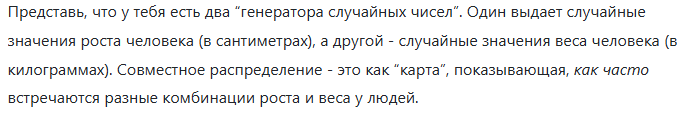 Представь, что у тебя есть два “генератора случайных чисел”. Один выдает случайные
значения роста человека (в сантиметрах), а другой - случайные значения веса человека (в
килограммах). Совместное распределение - это как “карта”, показывающая, как часто
встречаются разные комбинации роста и веса у людей.